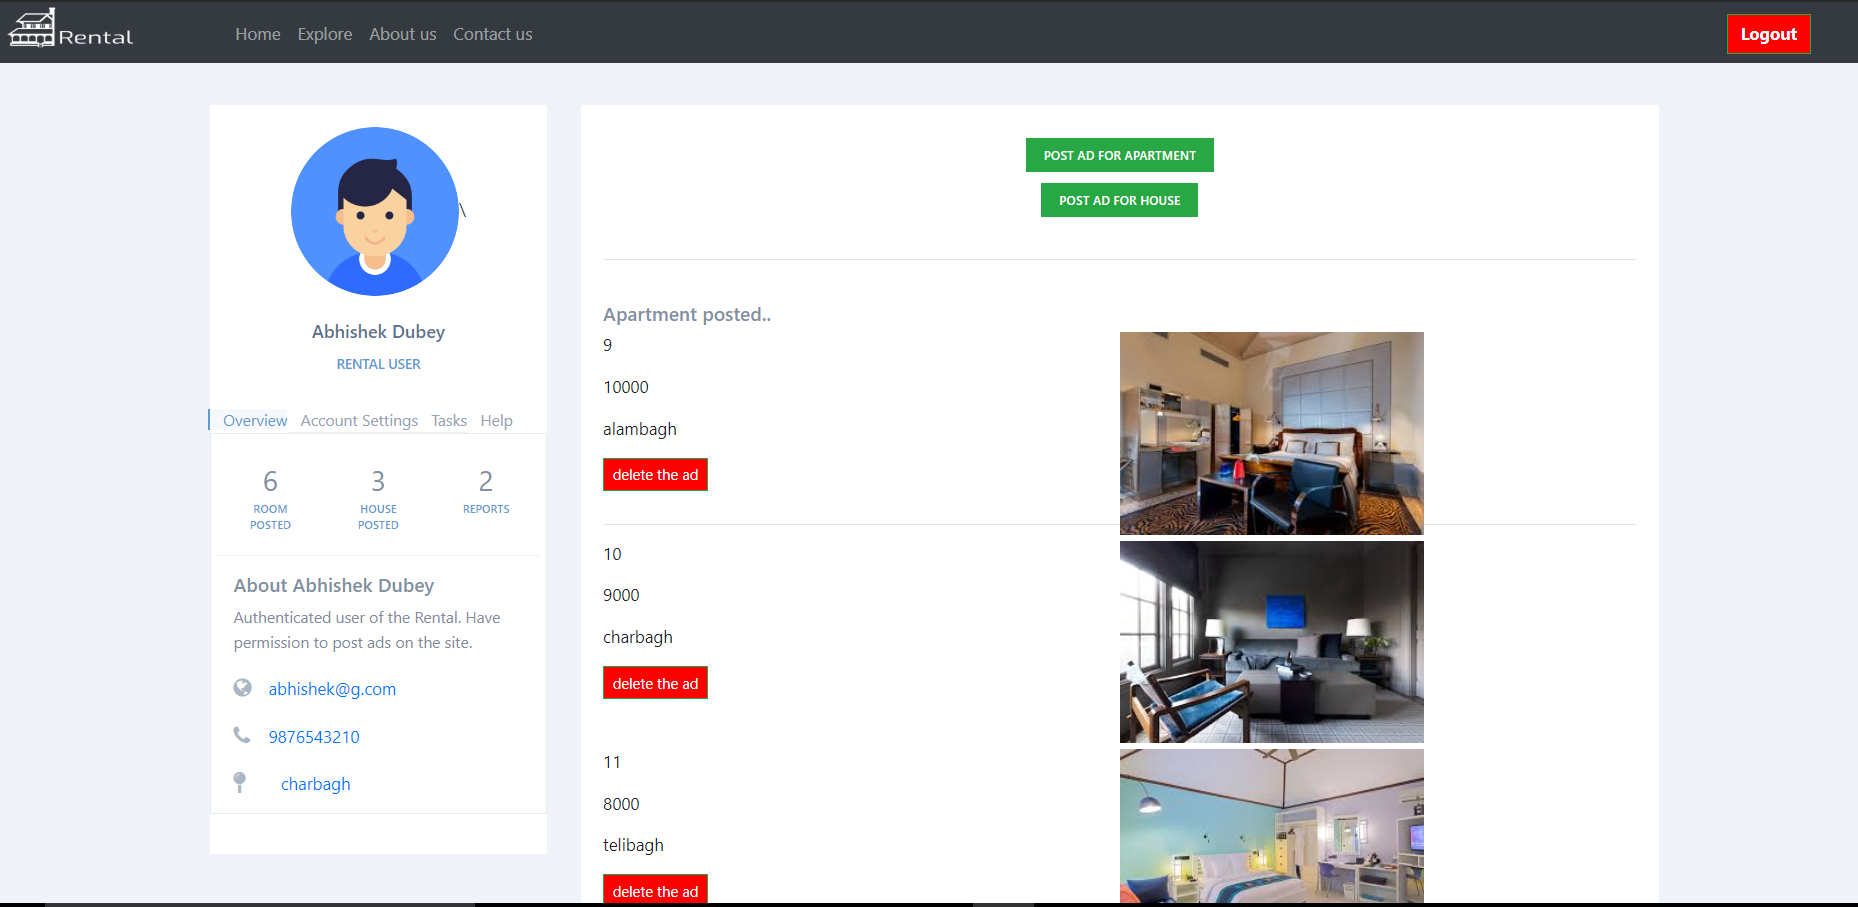 Rental
Home Explore About us Contact us
Logout
\
Abhishek Dubey
RENTAL USER
Overview Account Settings Tasks Help
6 3 2
ROOM POSTED
HOUSE POSTED
REPORTS
About Abhishek Dubey
Authenticated user of the Rental. Have
permission to post ads on the site.
abhishek@g.com
9876543210
charbagh
POST AD FOR APARTMENT
POST AD FOR HOUSE
Apartment posted..
9
10000
alambagh
delete the ad
10
9000
charbagh
delete the ad
11
8000
telibagh
delete the ad